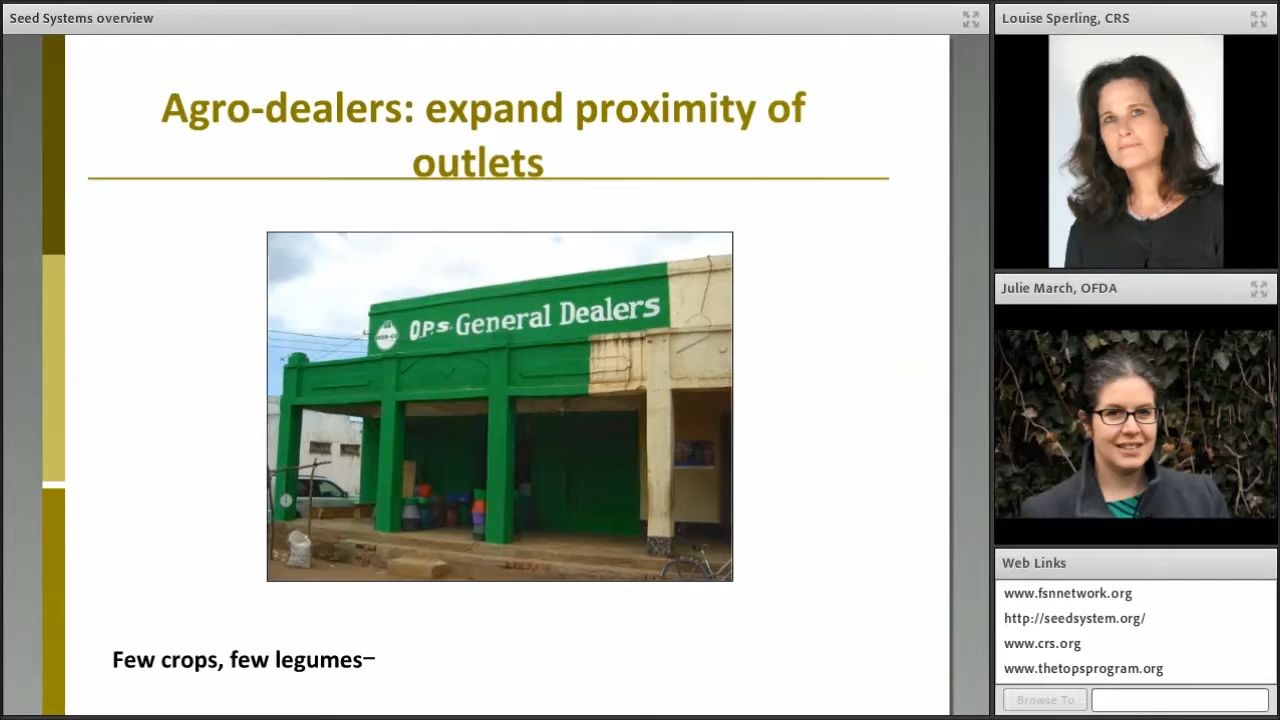 Seed Systems overview
Agro-dealers: expand proximity of
outlets
O.P.S. General Dealers
Few crops, few legumes–
Louise Sperling, CRS
Julie March, OFDA
Web Links
www.fsnnetwork.org
http://seedsystem.org/
www.crs.org
www.thetopsprogram.org
Browse To